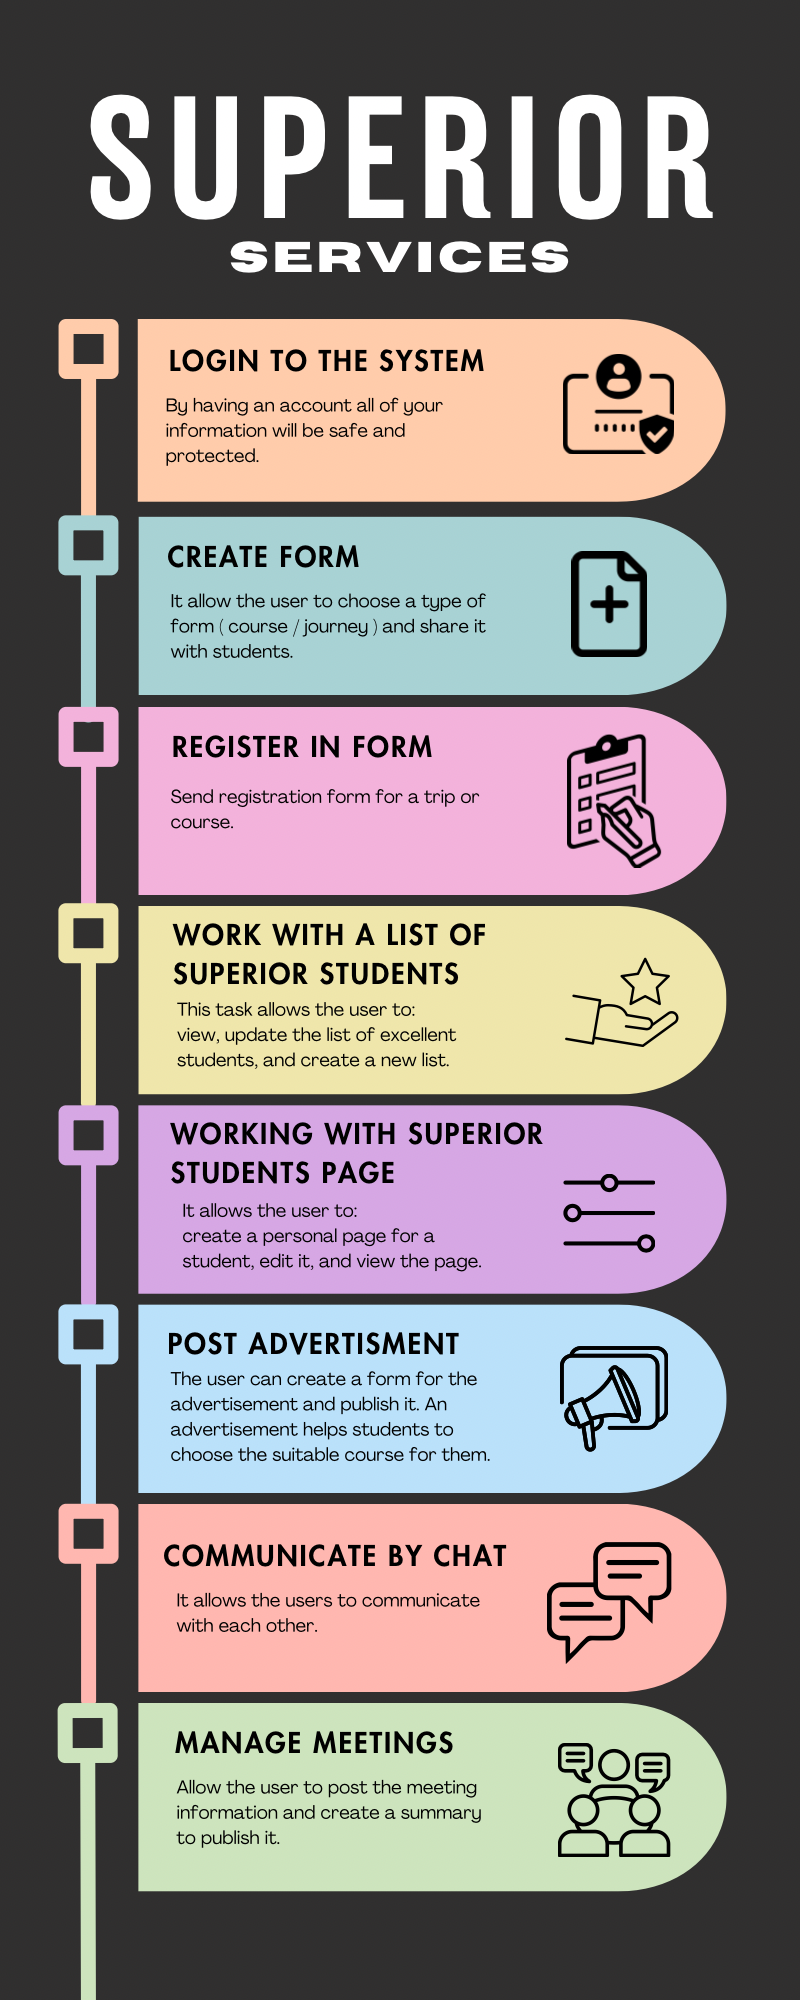 SUPERIOR
SERVICES
LOGIN TO THE SYSTEM
By having an account all of your
information will be safe and
protected.
CREATE FORM
It allow the user to choose a type of
form ( course / journey ) and share it
with students.
REGISTER IN FORM
Send registration form for a trip or
course.
WORK WITH A LIST OF
SUPERIOR STUDENTS
This task allows the user to:
view, update the list of excellent
students, and create a new list.
WORKING WITH SUPERIOR
STUDENTS PAGE
It allows the user to:
create a personal page for a
student, edit it, and view the page.
POST ADVERTISMENT
The user can create a form for the
advertisement and publish it. An
advertisement helps students to
choose the suitable course for them.
COMMUNICATE BY CHAT
It allows the users to communicate
with each other.
MANAGE MEETINGS
Allow the user to post the meeting
information and create a summary
to publish it.